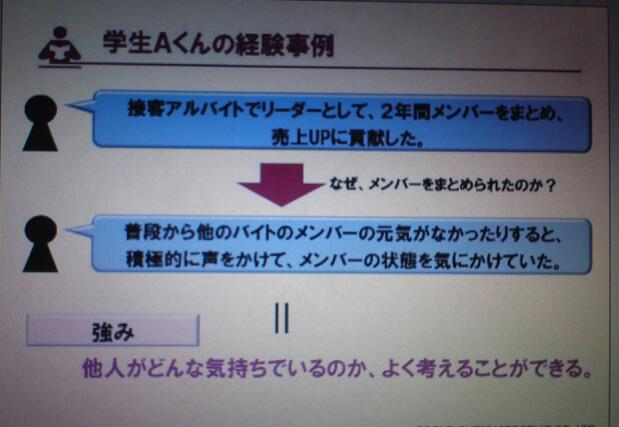 学生Aくんの経験事例
接客アルバイトでリーダーとして、2年間メンバーをまとめ、
売上UPに貢献した。
なぜ、メンバーをまとめられたのか?
普段から他のバイトのメンバーの元気がなかったりすると、
積極的に声をかけて、メンバーの状態を気にかけていた。
||
強み
他人がどんな気持ちでいるのか、よく考えることができる。